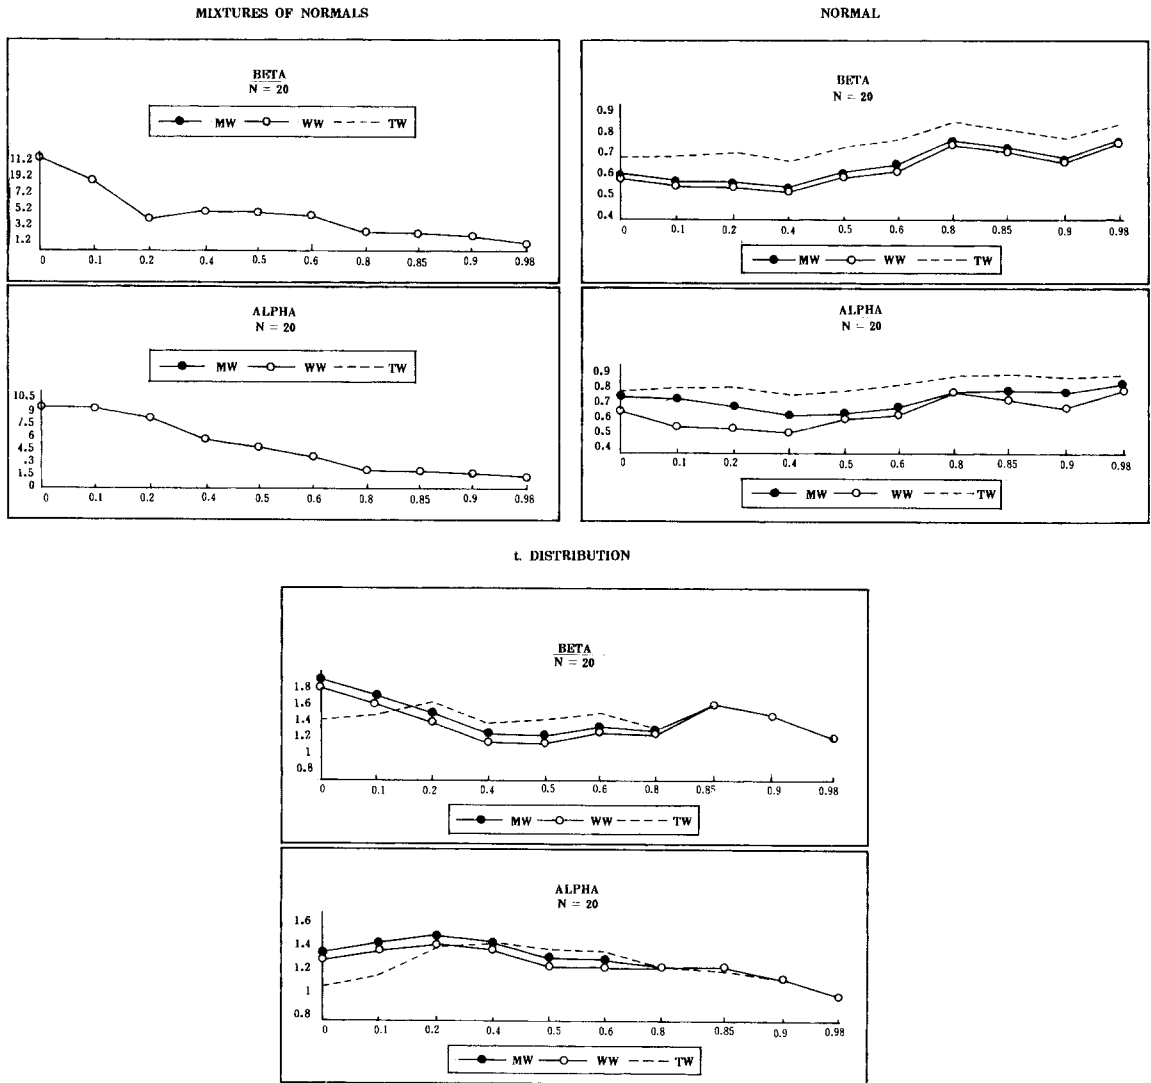 MIXTURES OF NORMALS
BETA
N = 20
MW WW TW
11.2
19.2
7.2
5.2
3.2
1.2
0 0.1 0.2 0.4 0.5 0.6 0.8 0.85 0.9 0.98
ALPHA
N = 20
MW WW TW
10.5
9
7.5
6
4.5
.3
1.5
0
0 0.1 0.2 0.4 0.5 0.6 0.8 0.85 0.9 0.98
NORMAL
BETA
N = 20
0.9
0.8
0.7
0.6
0.5
0.4
0 0.1 0.2 0.4 0.5 0.6 0.8 0.85 0.9 0.98
MW WW TW
ALPHA
N = 20
0.9
0.8
0.7
0.6
0.5
0.4
0 0.1 0.2 0.4 0.5 0.6 0.8 0.85 0.9 0.98
MW WW TW
t. DISTRIBUTION
BETA
N = 20
1.8
1.6
1.4
1.2
1
0.8
0 0.1 0.2 0.4 0.5 0.6 0.8 0.85 0.9 0.98
MW WW TW
ALPHA
N = 20
1.6
1.4
1.2
1
0.8
0 0.1 0.2 0.4 0.5 0.6 0.8 0.85 0.9 0.98
MW WW TW